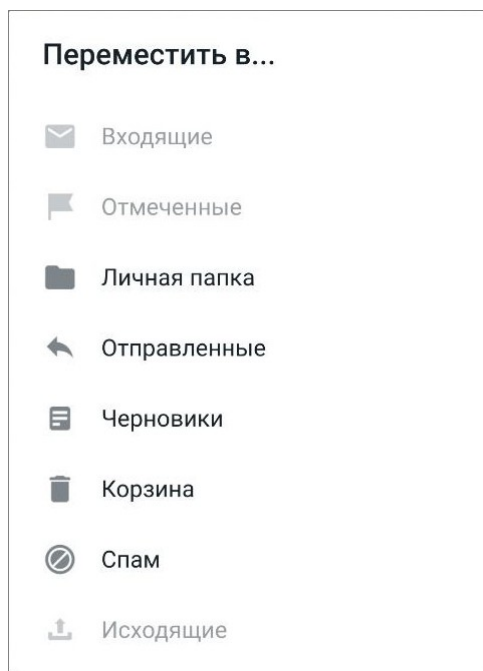 Переместить в...
Входящие
Отмеченные
Личная папка
Отправленные
Черновики
Корзина
Спам
Исходящие